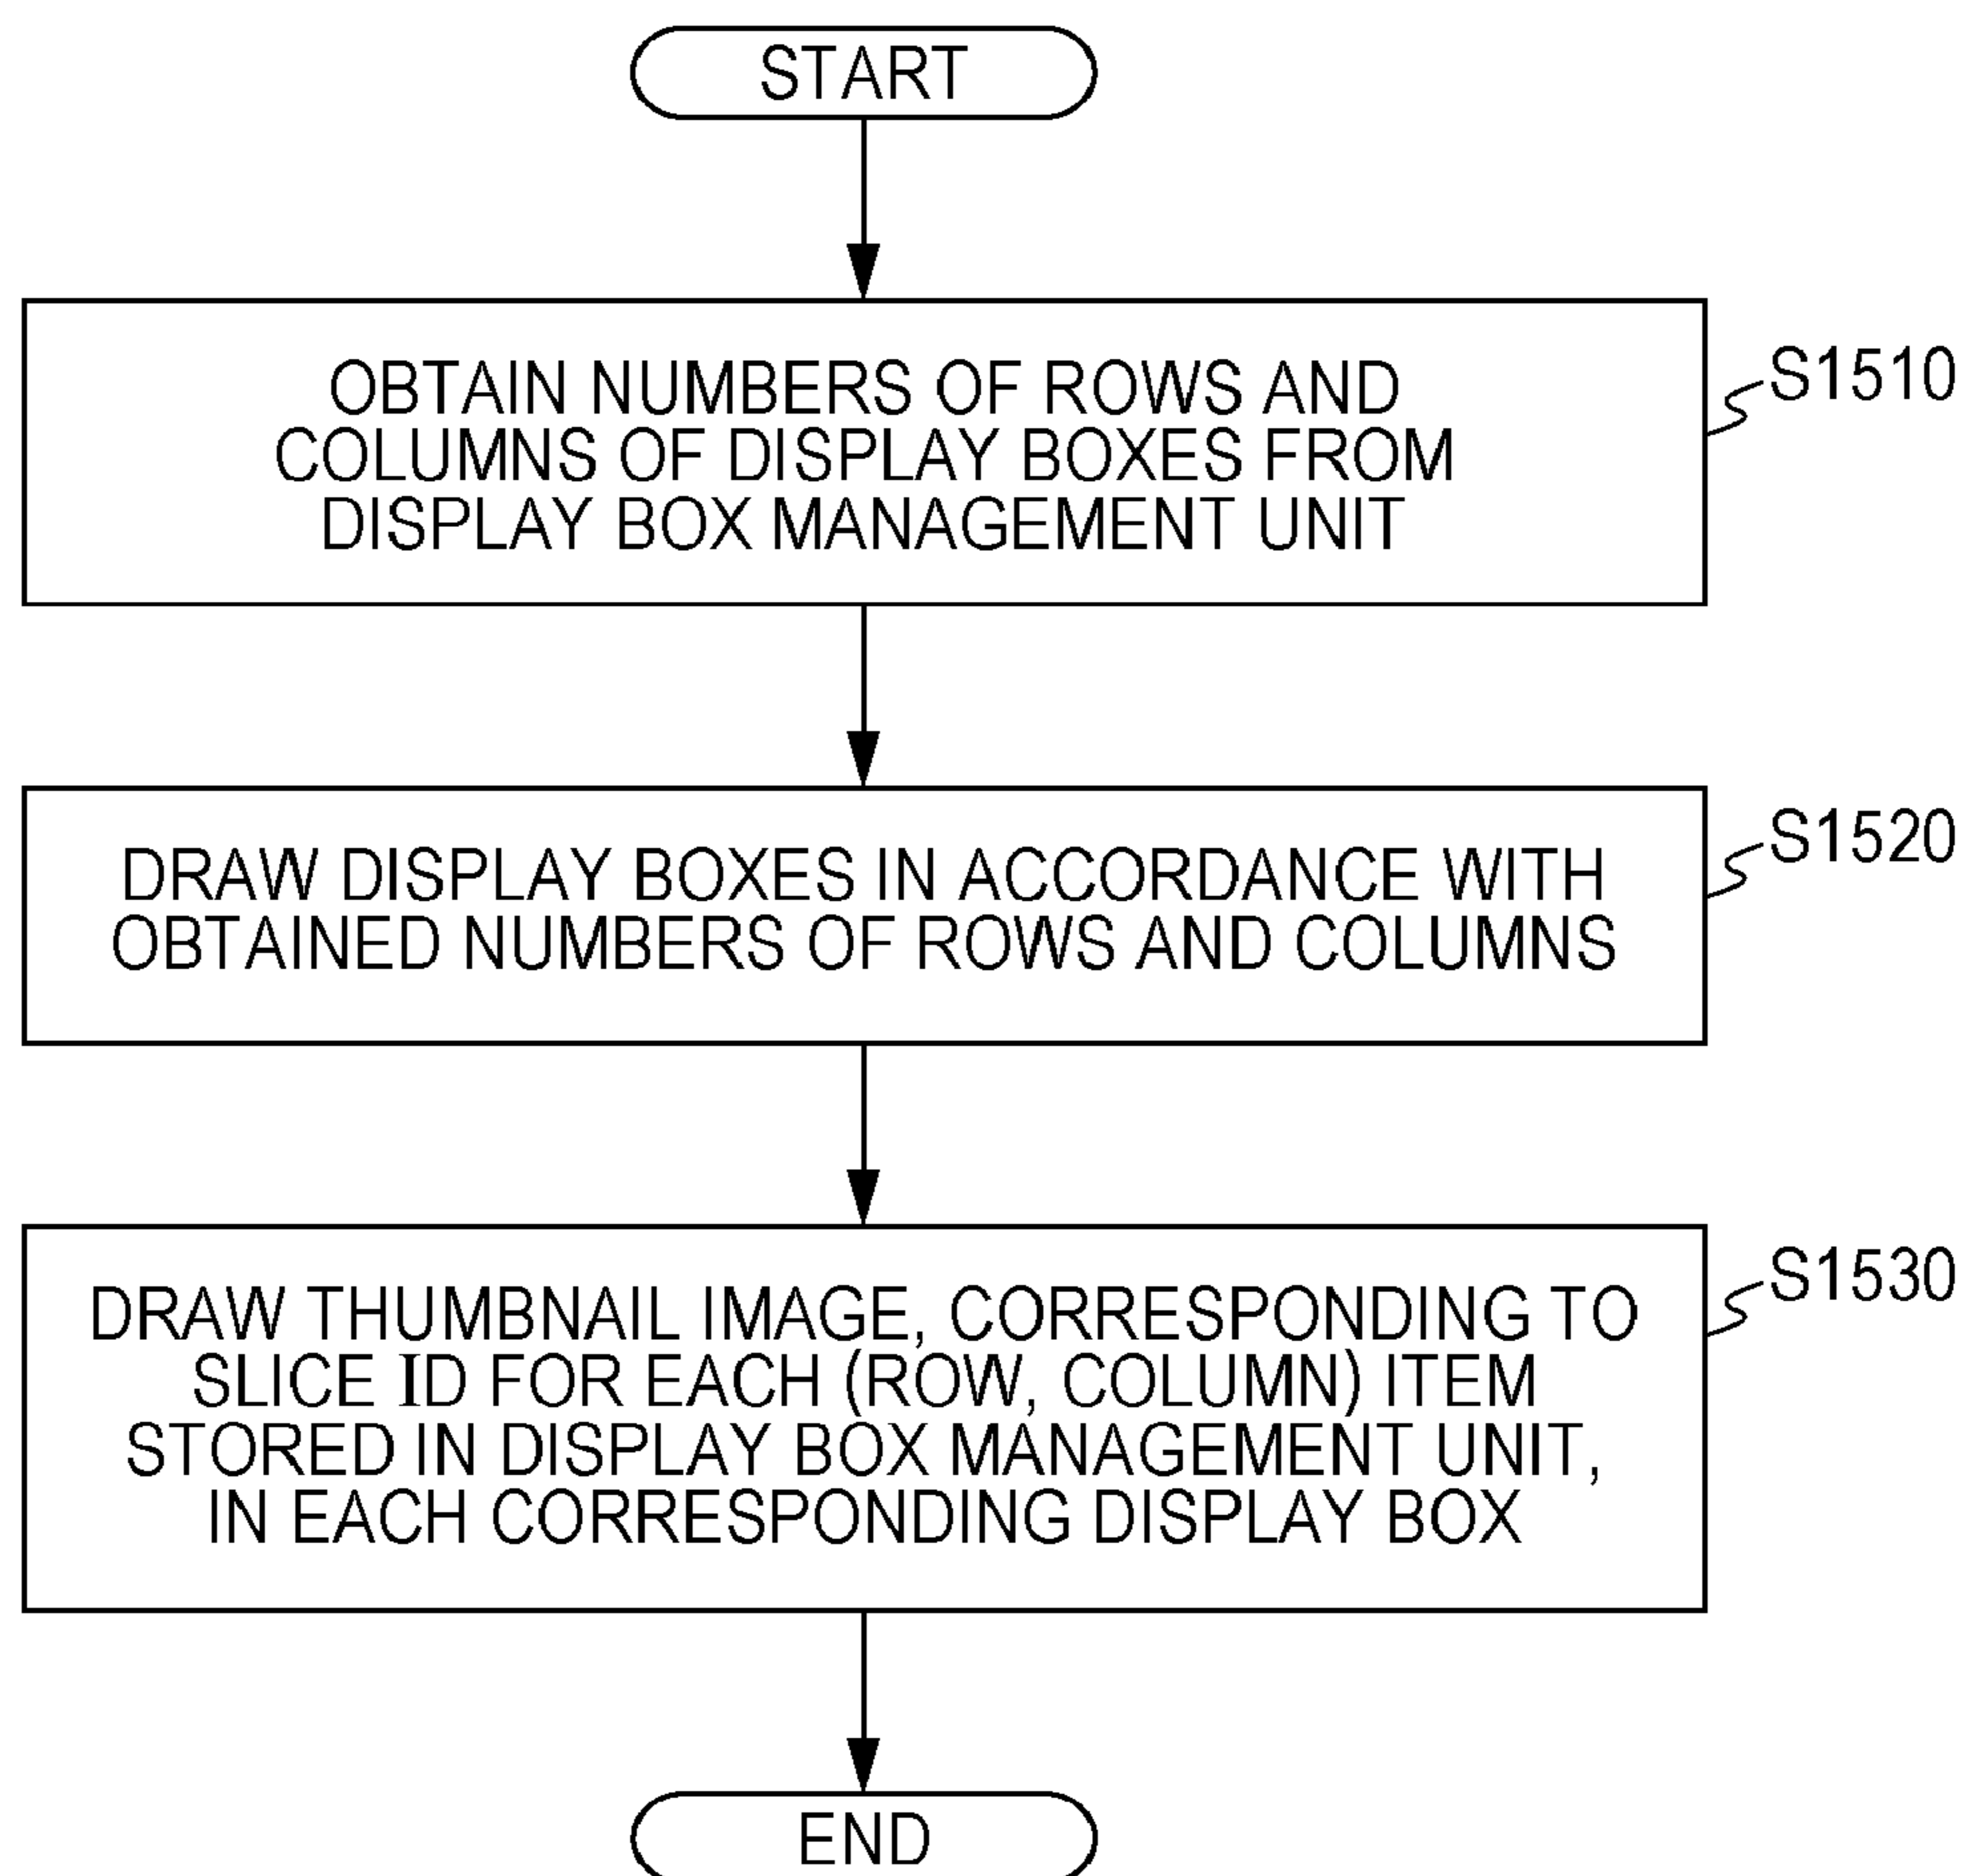 START
OBTAIN NUMBERS OF ROWS AND
COLUMNS OF DISPLAY BOXES FROM
DISPLAY BOX MANAGEMENT UNIT
S1510
DRAW DISPLAY BOXES IN ACCORDANCE WITH
OBTAINED NUMBERS OF ROWS AND COLUMNS
S1520
DRAW THUMBNAIL IMAGE, CORRESPONDING TO
SLICE ID FOR EACH (ROW, COLUMN) ITEM
STORED IN DISPLAY BOX MANAGEMENT UNIT,
IN EACH CORRESPONDING DISPLAY BOX
S1530
END